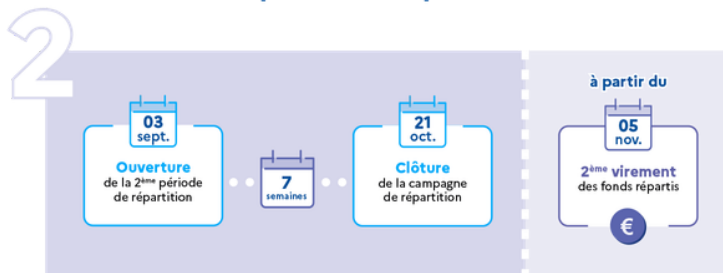 2
à partir du
03
sept.
Ouverture
de la 2ème période
de répartition
7
semaines
21
oct.
Clôture
de la campagne
de répartition
05
nov.
2ème virement
des fonds répartis
€